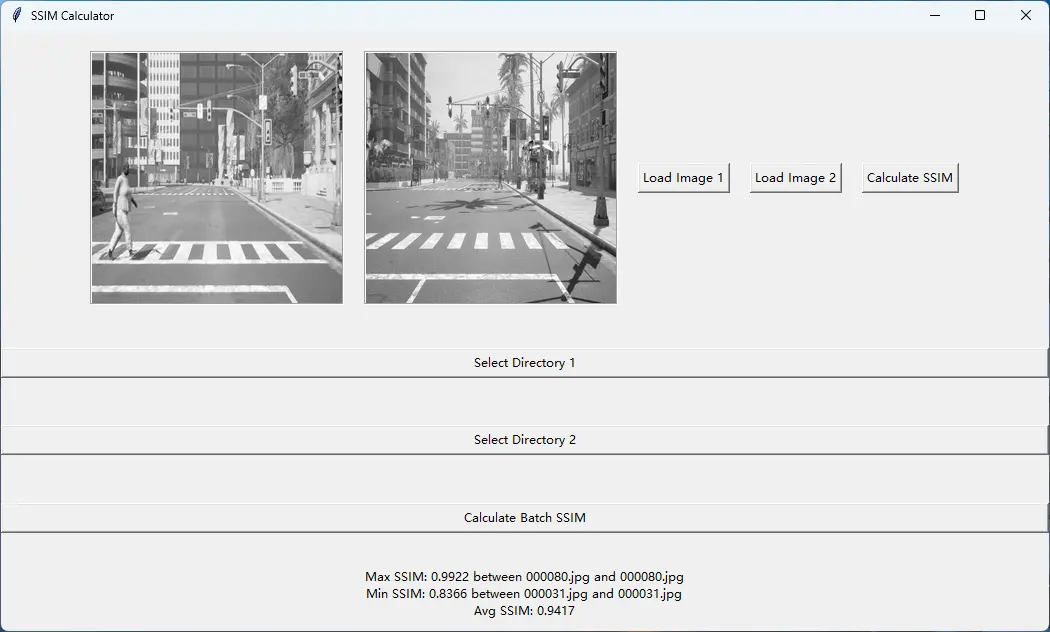 SSIM Calculator
Load Image 1
Load Image 2
Calculate SSIM
Select Directory 1
Select Directory 2
Calculate Batch SSIM
Max SSIM: 0.9922 between 000080.jpg and 000080.jpg
Min SSIM: 0.8366 between 000031.jpg and 000031.jpg
Avg SSIM: 0.9417